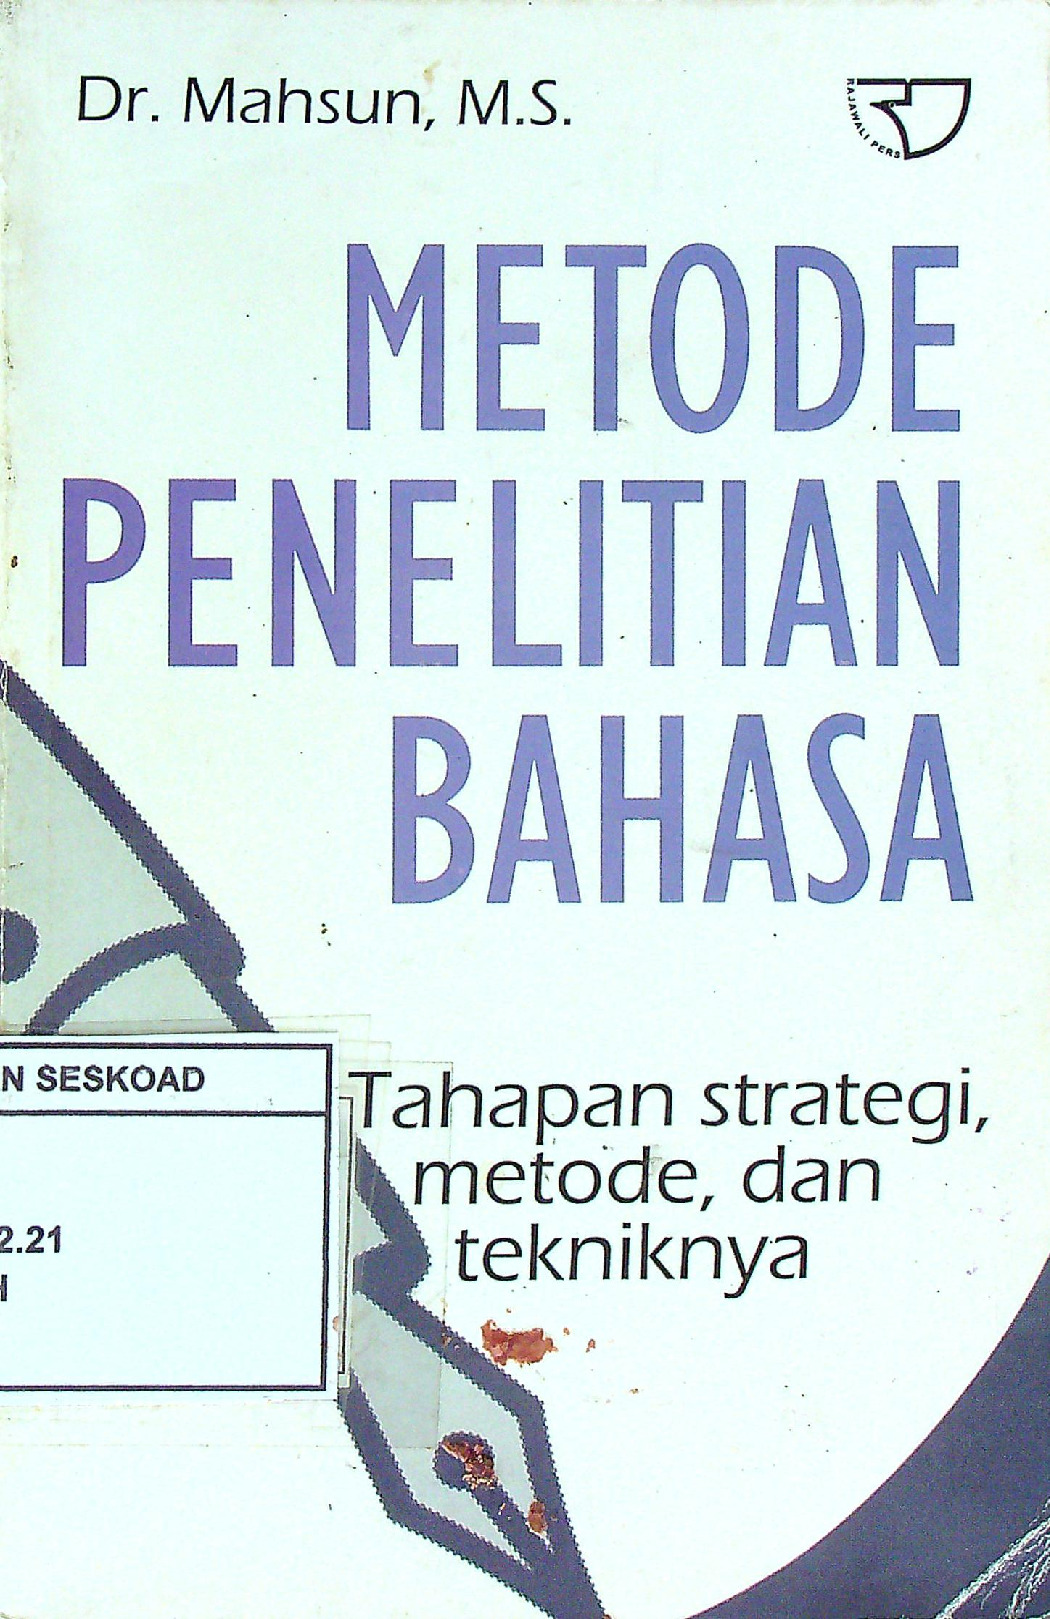 Dr. Mahsun, M.S.
RAJAWALI PERS
METODE
PENELITIAN
BAHASA
Tahapan strategi,
metode, dan
tekniknya
N SESKOAD
2.21